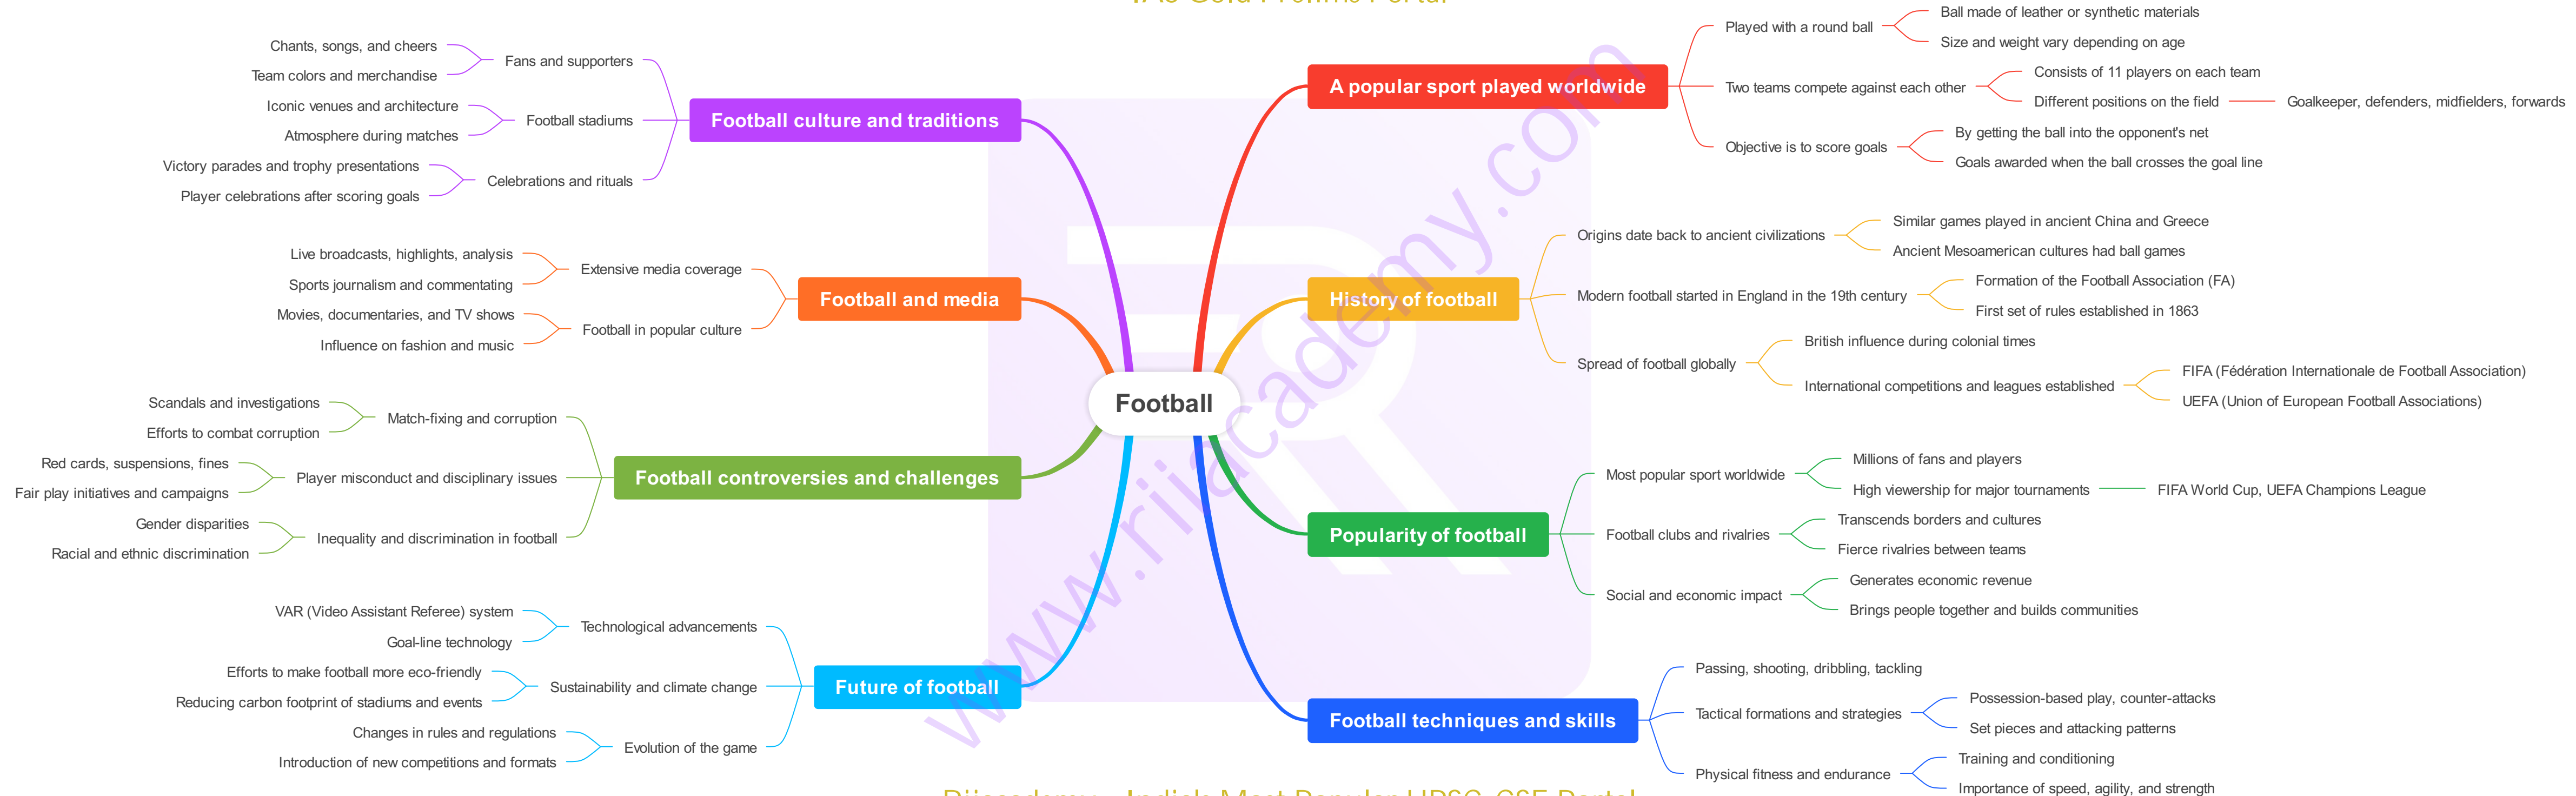 Football
A popular sport played worldwide
Played with a round ball
Ball made of leather or synthetic materials
Size and weight vary depending on age
Two teams compete against each other
Consists of 11 players on each team
Different positions on the field
Goalkeeper, defenders, midfielders, forwards
Objective is to score goals
By getting the ball into the opponent's net
Goals awarded when the ball crosses the goal line
History of football
Origins date back to ancient civilizations
Similar games played in ancient China and Greece
Ancient Mesoamerican cultures had ball games
Modern football started in England in the 19th century
Formation of the Football Association (FA)
First set of rules established in 1863
Spread of football globally
British influence during colonial times
International competitions and leagues established
FIFA (Fédération Internationale de Football Association)
UEFA (Union of European Football Associations)
Popularity of football
Most popular sport worldwide
Millions of fans and players
High viewership for major tournaments
FIFA World Cup, UEFA Champions League
Football clubs and rivalries
Transcends borders and cultures
Fierce rivalries between teams
Social and economic impact
Generates economic revenue
Brings people together and builds communities
Football techniques and skills
Passing, shooting, dribbling, tackling
Tactical formations and strategies
Possession-based play, counter-attacks
Set pieces and attacking patterns
Physical fitness and endurance
Training and conditioning
Importance of speed, agility, and strength
Football culture and traditions
Fans and supporters
Chants, songs, and cheers
Team colors and merchandise
Football stadiums
Iconic venues and architecture
Atmosphere during matches
Celebrations and rituals
Victory parades and trophy presentations
Player celebrations after scoring goals
Football and media
Extensive media coverage
Live broadcasts, highlights, analysis
Sports journalism and commentating
Football in popular culture
Movies, documentaries, and TV shows
Influence on fashion and music
Football controversies and challenges
Match-fixing and corruption
Scandals and investigations
Efforts to combat corruption
Player misconduct and disciplinary issues
Red cards, suspensions, fines
Fair play initiatives and campaigns
Inequality and discrimination in football
Gender disparities
Racial and ethnic discrimination
Future of football
Technological advancements
VAR (Video Assistant Referee) system
Goal-line technology
Sustainability and climate change
Efforts to make football more eco-friendly
Reducing carbon footprint of stadiums and events
Evolution of the game
Changes in rules and regulations
Introduction of new competitions and formats
www.rijacademy.com